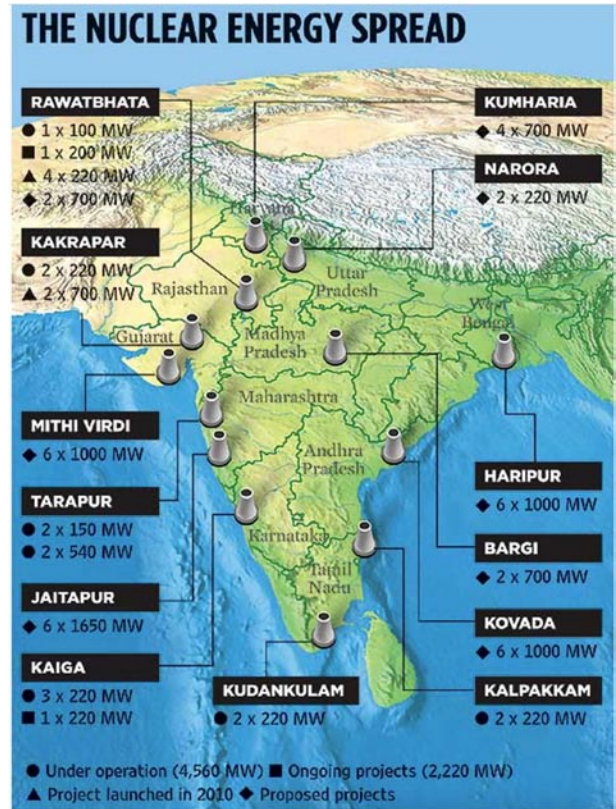 THE NUCLEAR ENERGY SPREAD
RAWATBHATA
● 1 x 100 MW
■ 1 x 200 MW
▲ 4 x 220 MW
◆ 2 x 700 MW
KAKRAPAR
● 2 x 220 MW
▲ 2 x 700 MW
MITHI VIRDI
◆ 6 x 1000 MW
TARAPUR
● 2 x 150 MW
● 2 x 540 MW
JAITAPUR
◆ 6 x 1650 MW
KAIGA
● 3 x 220 MW
■ 1 x 220 MW
KUDANKULAM
● 2 x 220 MW
KUMHARIA
◆ 4 x 700 MW
NARORA
◆ 2 x 220 MW
HARIPUR
◆ 6 x 1000 MW
BARGI
◆ 2 x 700 MW
KOVADA
◆ 6 x 1000 MW
KALPAKKAM
● 2 x 220 MW
Haryana
Rajasthan
Uttar
Pradesh
West
Bengal
Gujarat
Madhya
Pradesh
Maharashtra
Andhra
Pradesh
Karnataka
Tamil
Nadu
● Under operation (4,560 MW) ■ Ongoing projects (2,220 MW)
▲ Project launched in 2010 ◆ Proposed projects